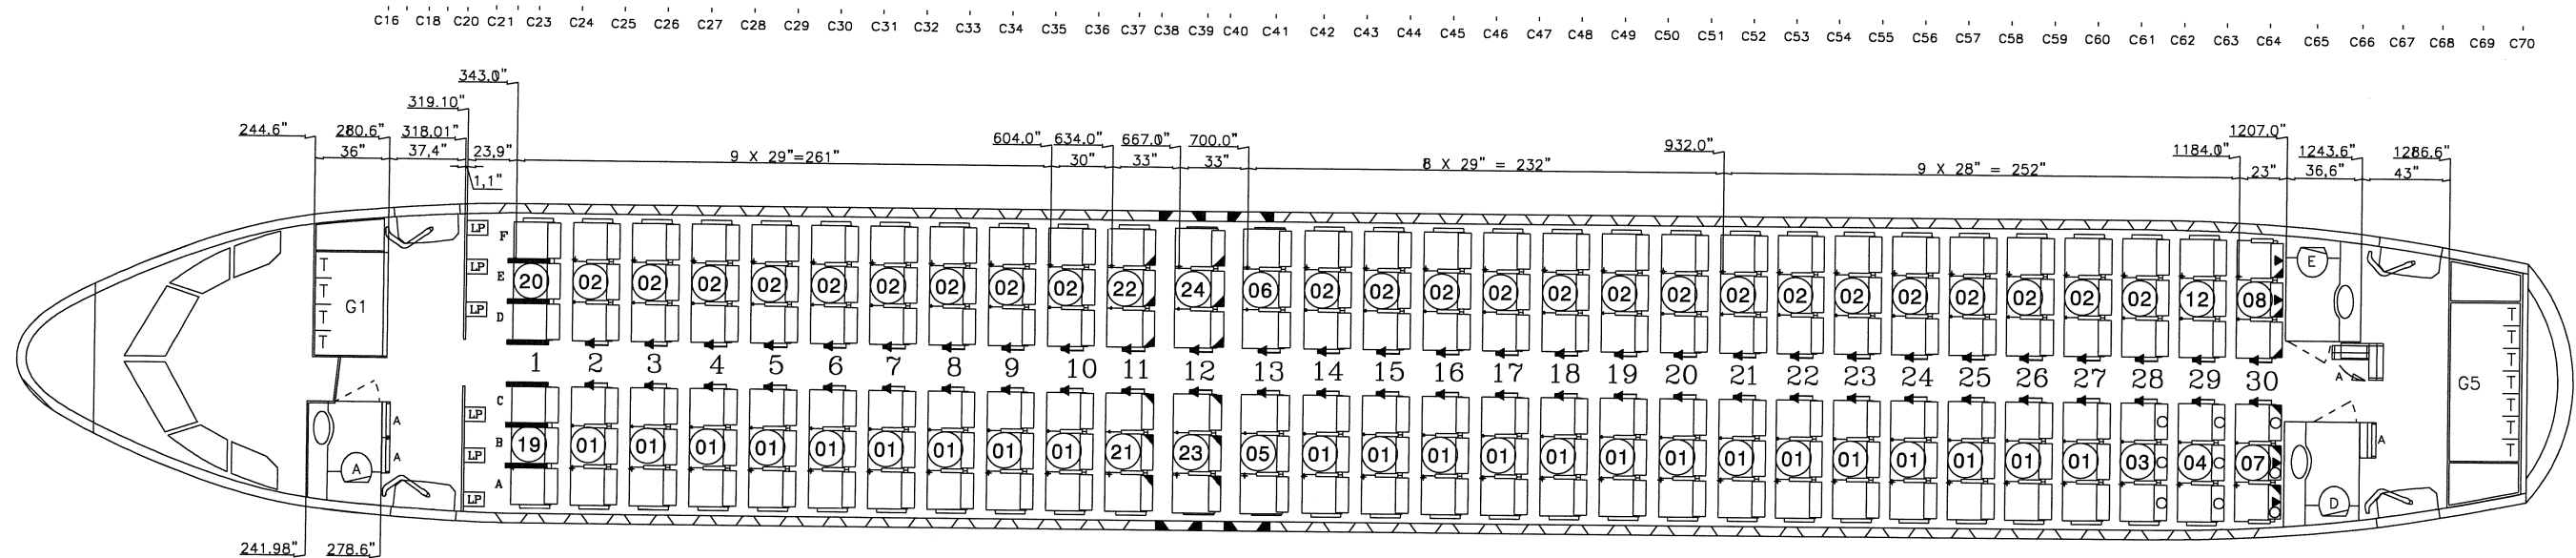 C16 C18 C20 C21 C23 C24 C25 C26 C27 C28 C29 C30 C31 C32 C33 C34 C35 C36 C37 C38 C39 C40 C41 C42 C43 C44 C45 C46 C47 C48 C49 C50 C51 C52 C53 C54 C55 C56 C57 C58 C59 C60 C61 C62 C63 C64 C65 C66 C67 C68 C69 C70
343.0"
319.10"
244.6" 280.6" 318.01" 604.0" 634.0" 667.0" 700.0" 932.0" 1184.0" 1207.0" 1243.6" 1286.6"
36" 37,4" 23,9" 9 X 29"=261" 30" 33" 33" 8 X 29" = 232" 9 X 28" = 252" 23" 36,6" 43"
1,1"
LP F
LP E 20 02 02 02 02 02 02 02 02 02 22 24 06 02 02 02 02 02 02 02 02 02 02 02 02 02 02 02 12 08 E
LP D
T
T
T
T
G1
1 2 3 4 5 6 7 8 9 10 11 12 13 14 15 16 17 18 19 20 21 22 23 24 25 26 27 28 29 30
A
G5
T
T
T
T
T
T
T
LP C
A
LP B 19 01 01 01 01 01 01 01 01 01 21 23 05 01 01 01 01 01 01 01 01 01 01 01 01 01 01 03 04 07
A
A
A
LP A
D
241.98" 278.6"